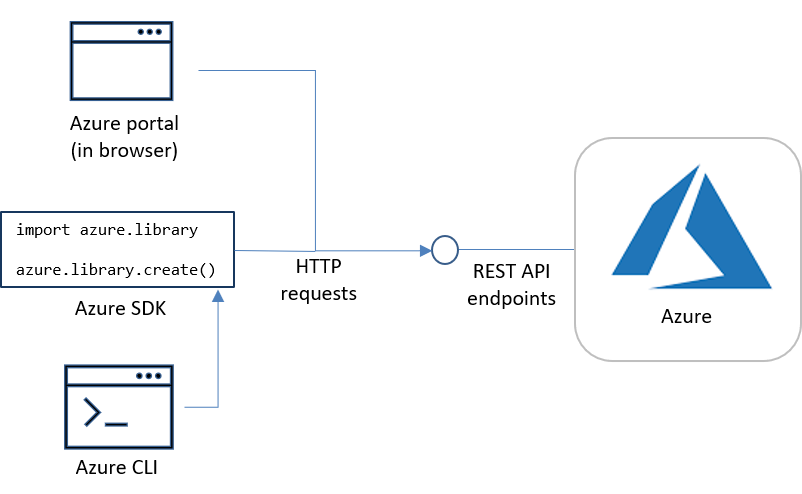 Azure portal
(in browser)
import azure.library
azure.library.create()
Azure SDK
HTTP
requests
REST API
endpoints
Azure
>_
Azure CLI